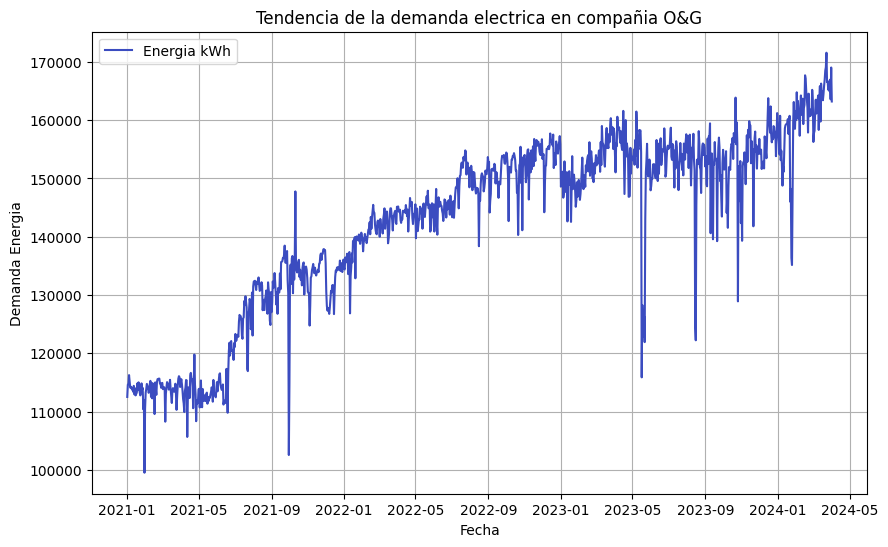 Tendencia de la demanda electrica en compañia O&G
Energia kWh
Demanda Energia
170000
160000
150000
140000
130000
120000
110000
100000
2021-01 2021-05 2021-09 2022-01 2022-05 2022-09 2023-01 2023-05 2023-09 2024-01 2024-05
Fecha